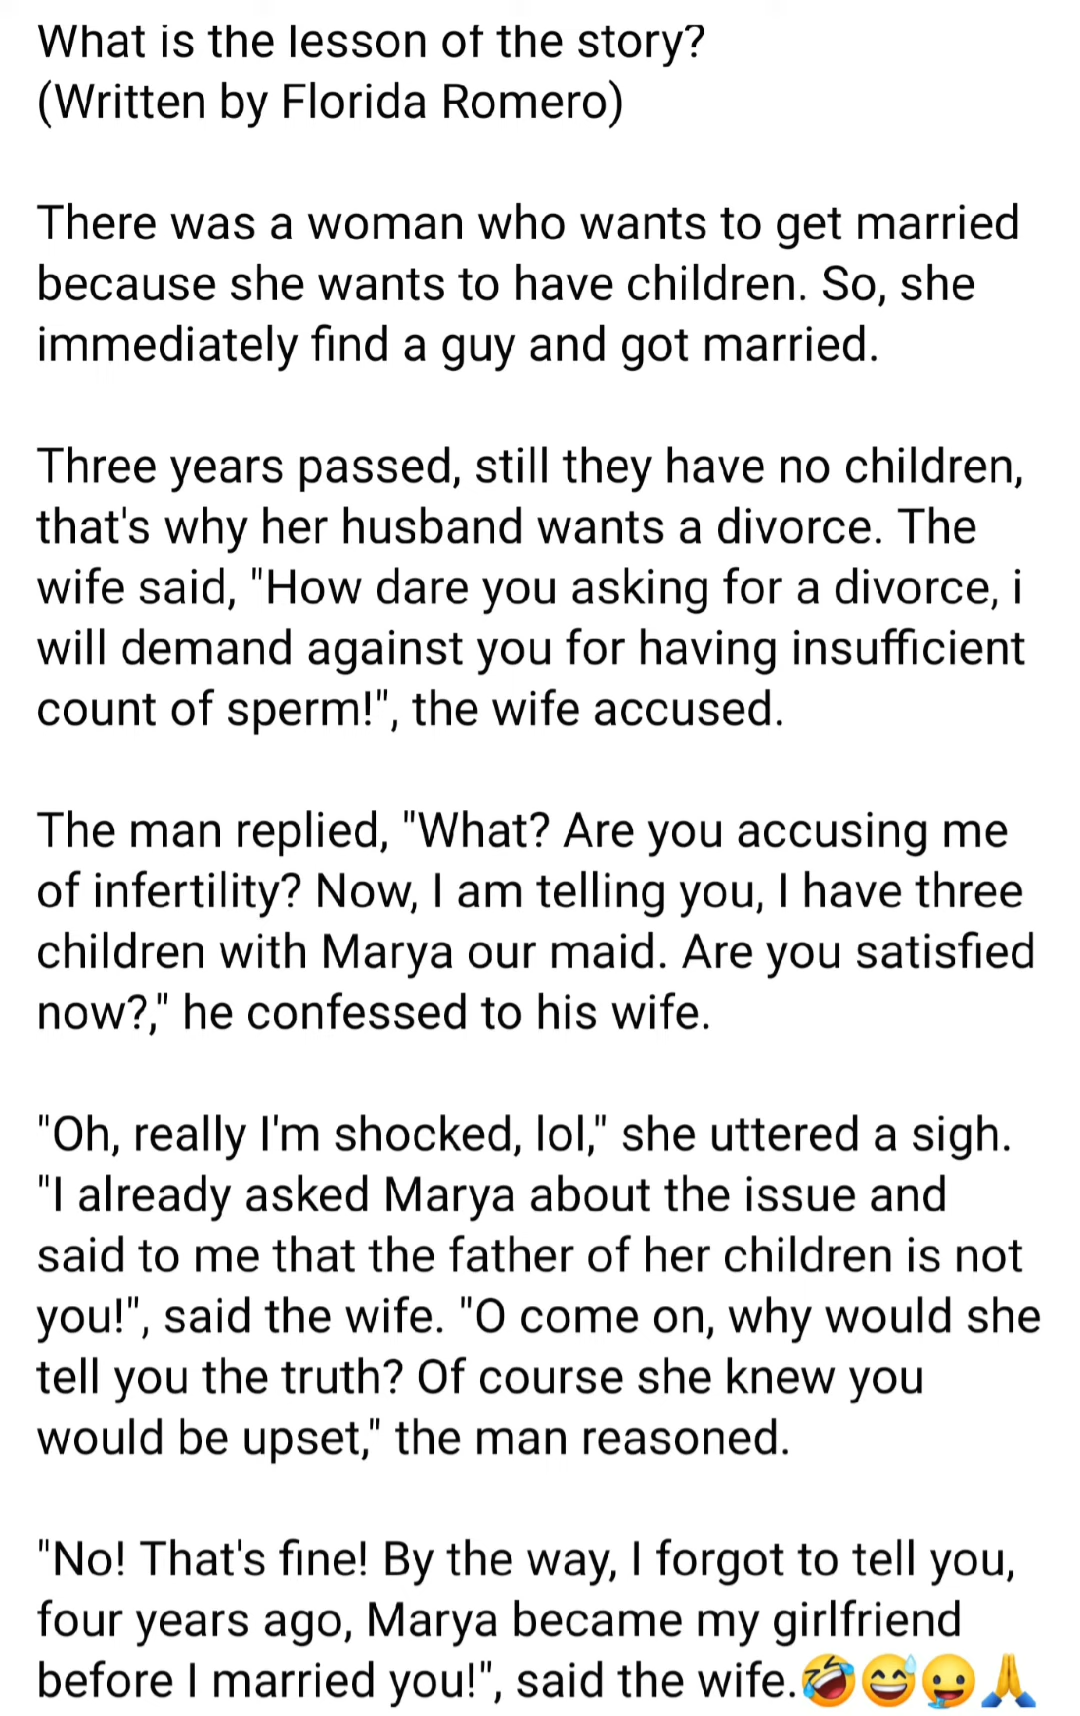 What is the lesson of the story?
(Written by Florida Romero)
There was a woman who wants to get married
because she wants to have children. So, she
immediately find a guy and got married.
Three years passed, still they have no children,
that's why her husband wants a divorce. The
wife said, "How dare you asking for a divorce, i
will demand against you for having insufficient
count of sperm!", the wife accused.
The man replied, "What? Are you accusing me
of infertility? Now, I am telling you, I have three
children with Marya our maid. Are you satisfied
now?," he confessed to his wife.
"Oh, really I'm shocked, lol," she uttered a sigh.
"I already asked Marya about the issue and
said to me that the father of her children is not
you!", said the wife. "O come on, why would she
tell you the truth? Of course she knew you
would be upset," the man reasoned.
"No! That's fine! By the way, I forgot to tell you,
four years ago, Marya became my girlfriend
before I married you!", said the wife.🤣😅🤤🙏